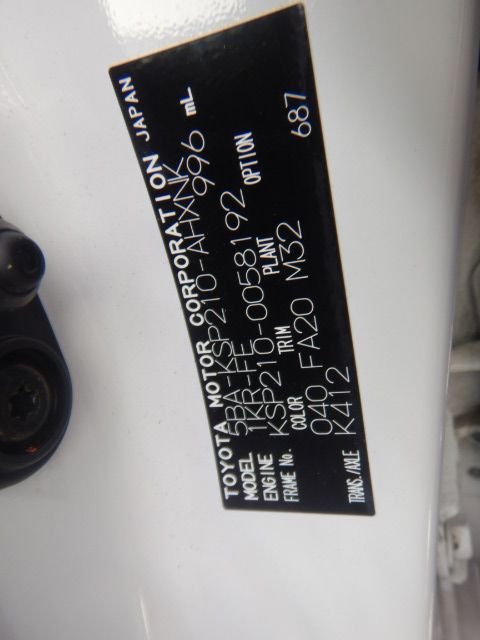 TOYOTA MOTOR CORPORATION JAPAN
MODEL 5BA-KSP210-AHXNK
ENGINE 1KR-FE 996 mL
FRAME No. KSP210-0058192
COLOR TRIM PLANT OPTION
040 FA20 M32 687
TRANS./AXLE K412